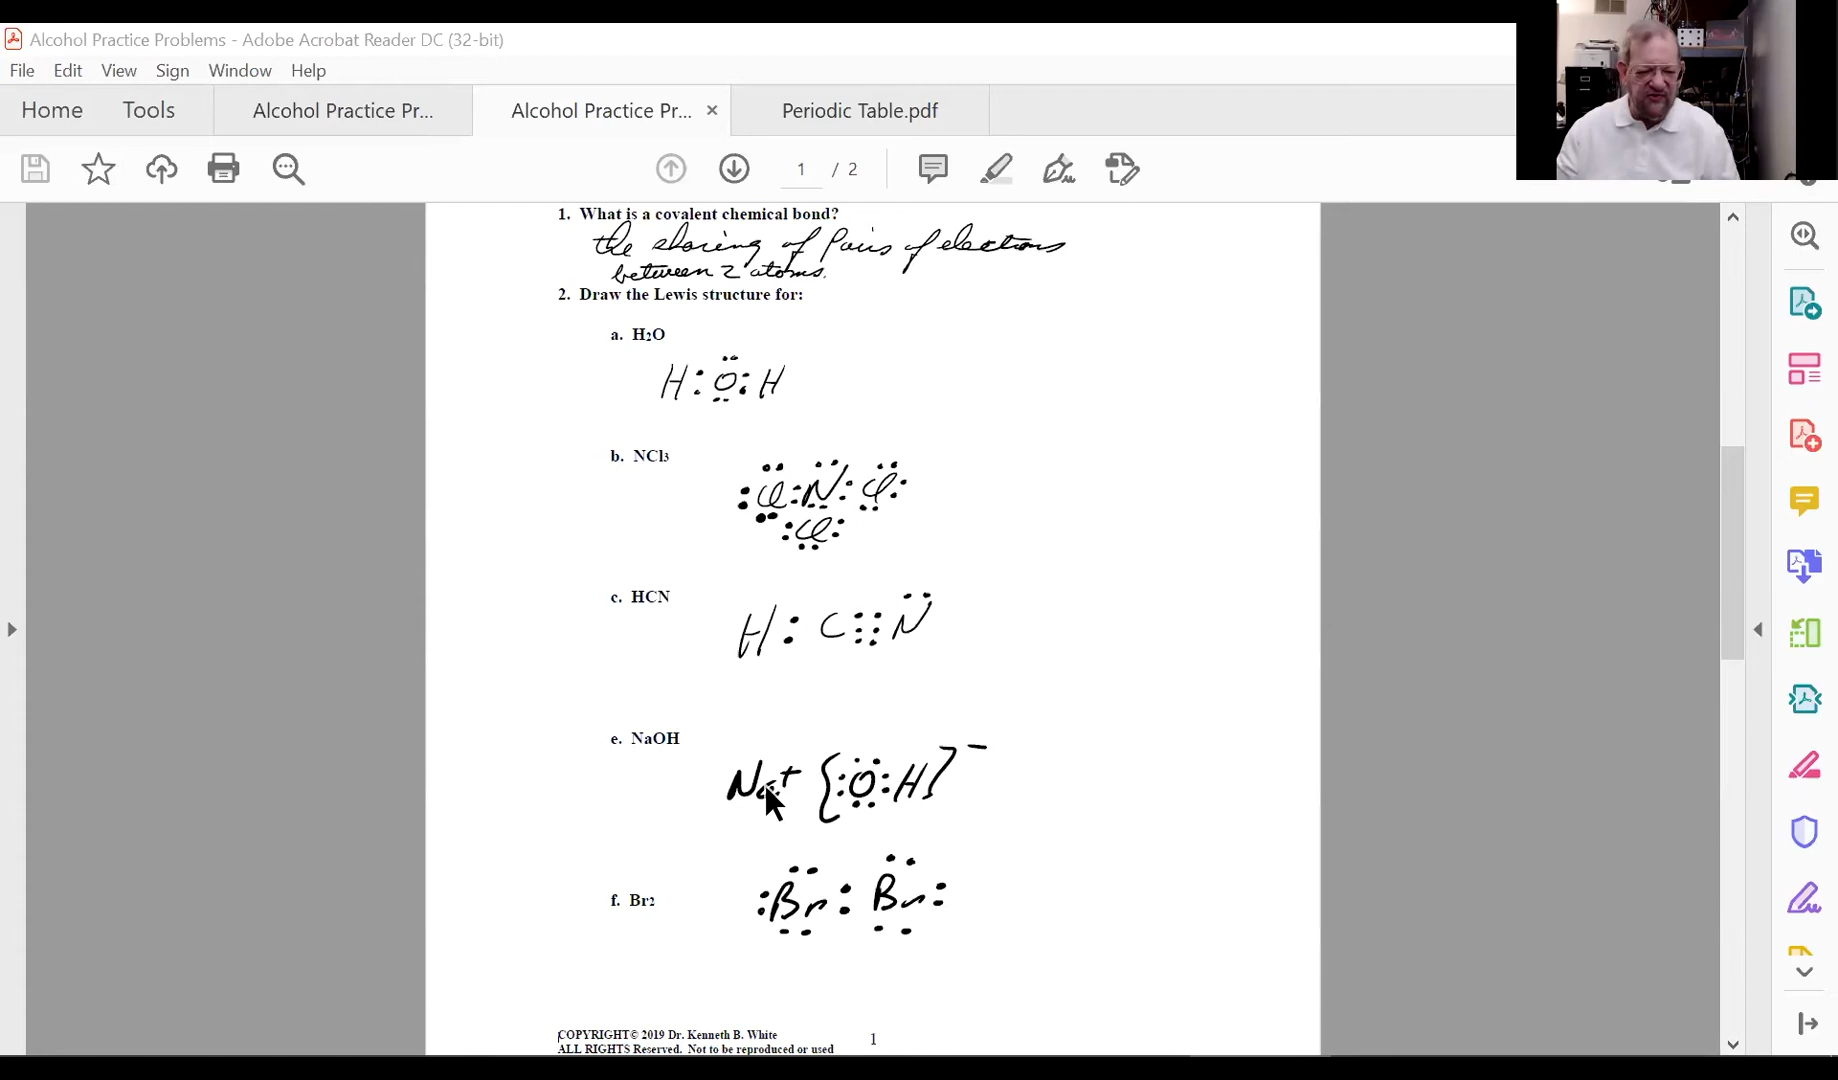 Alcohol Practice Problems - Adobe Acrobat Reader DC (32-bit)
File Edit View Sign Window Help
Home Tools Alcohol Practice Pr... Alcohol Practice Pr... × Periodic Table.pdf
1 / 2
1. What is a covalent chemical bond?
the sharing of Pairs of electrons
between 2 atoms.
2. Draw the Lewis structure for:
a. H2O
H : O : H
b. NCl3
: Cl : N : Cl :
: Cl :
c. HCN
H : C ⋮⋮ N
e. NaOH
Na+ [: O : H]−
f. Br2
: Br : Br :
COPYRIGHT© 2019 Dr. Kenneth B. White 1
ALL RIGHTS Reserved. Not to be reproduced or used